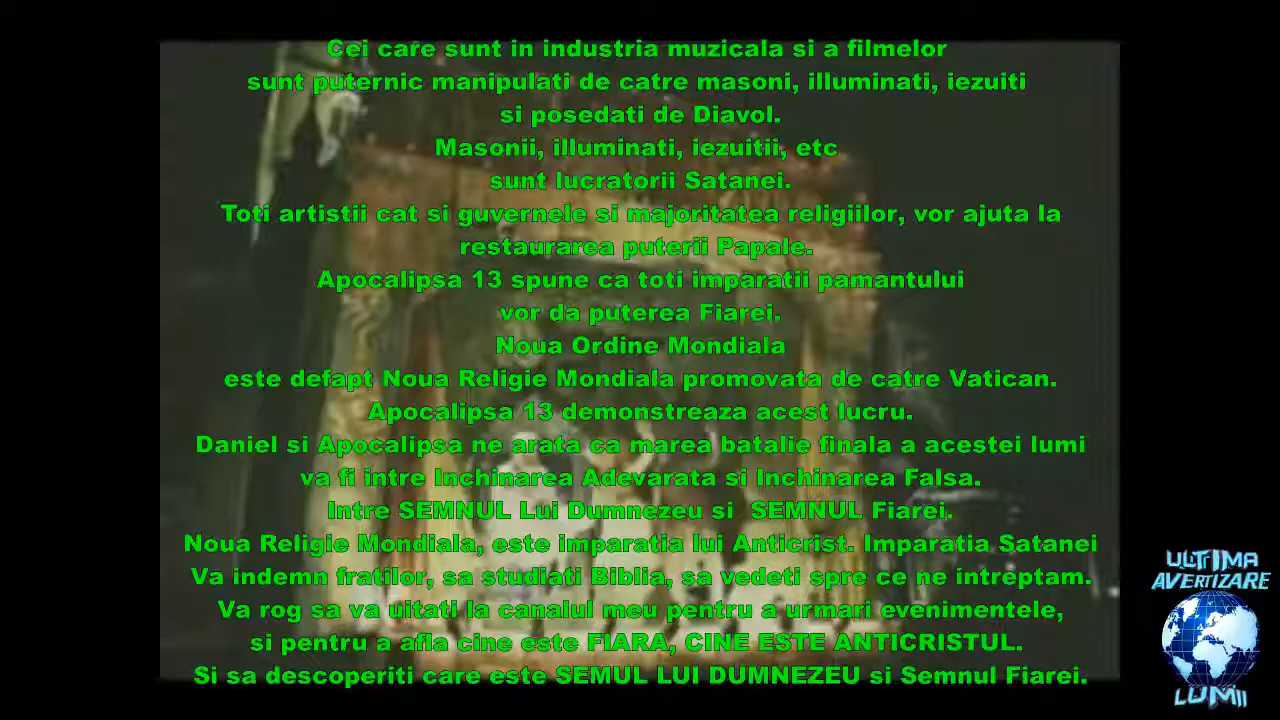 Cei care sunt in industria muzicala si a filmelor
sunt puternic manipulati de catre masoni, illuminati, iezuiti
si posedati de Diavol.
Masonii, illuminati, iezuitii, etc
sunt lucratorii Satanei.
Toti artistii cat si guvernele si majoritatea religiilor, vor ajuta la
restaurarea puterii Papale.
Apocalipsa 13 spune ca toti imparatii pamantului
vor da puterea Fiarei.
Noua Ordine Mondiala
este defapt Noua Religie Mondiala promovata de catre Vatican.
Apocalipsa 13 demonstreaza acest lucru.
Daniel si Apocalipsa ne arata ca marea batalie finala a acestei lumi
va fi intre Inchinarea Adevarata si Inchinarea Falsa.
Intre SEMNUL Lui Dumnezeu si  SEMNUL Fiarei.
Noua Religie Mondiala, este imparatia lui Anticrist. Imparatia Satanei
Va indemn fratilor, sa studiati Biblia, sa vedeti spre ce ne intreptam.
Va rog sa va uitati la canalul meu pentru a urmari evenimentele,
si pentru a afla cine este FIARA, CINE ESTE ANTICRISTUL.
Si sa descoperiti care este SEMUL LUI DUMNEZEU si Semnul Fiarei.
ULTIMA
AVERTIZARE
LUMII